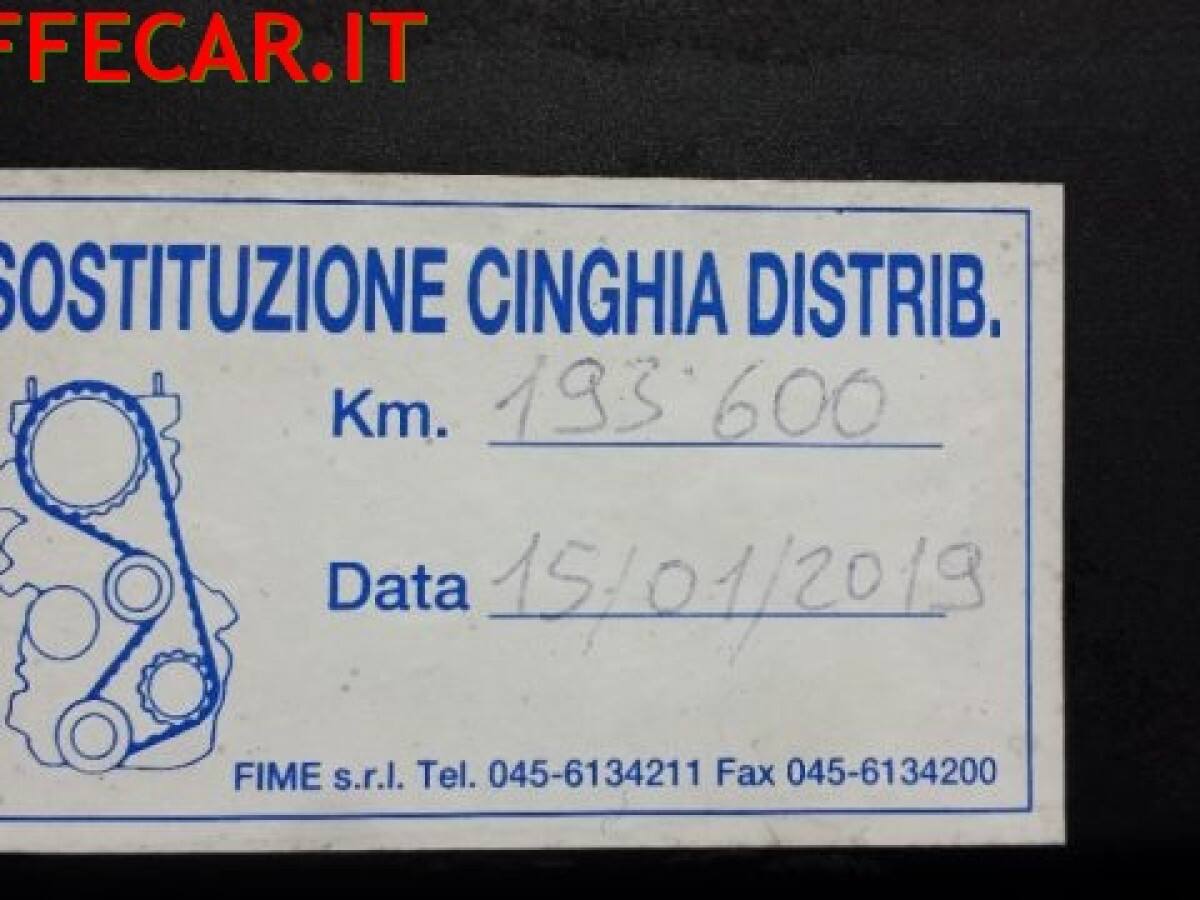 FFECAR.IT
SOSTITUZIONE CINGHIA DISTRIB.
Km. 193'600
Data 15/01/2019
FIME s.r.l. Tel. 045-6134211 Fax 045-6134200